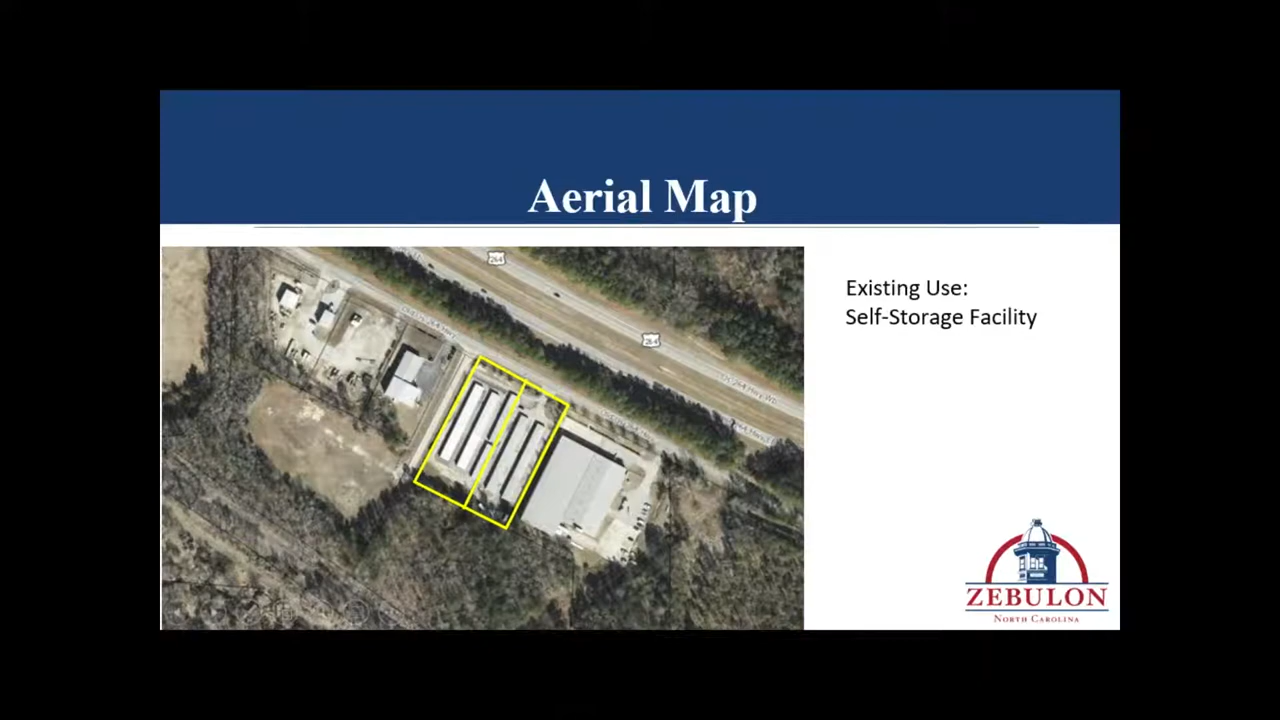 Aerial Map
264
264
Existing Use:
Self-Storage Facility
ZEBULON
NORTH CAROLINA